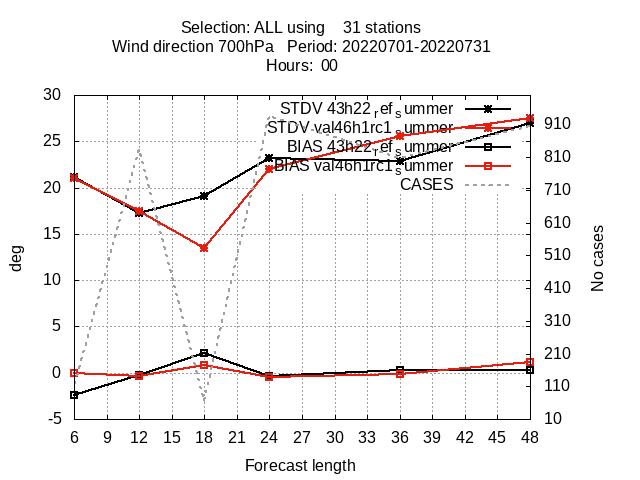 Selection: ALL using    31 stations
Wind direction 700hPa   Period: 20220701-20220731
Hours:  00
30
25
20
15
10
5
0
-5
deg
STDV 43h22_ref_summer
STDV val46h1rc1_summer
BIAS 43h22_ref_summer
BIAS val46h1rc1_summer
CASES
910
810
710
610
510
410
310
210
110
10
No cases
6 9 12 15 18 21 24 27 30 33 36 39 42 45 48
Forecast length